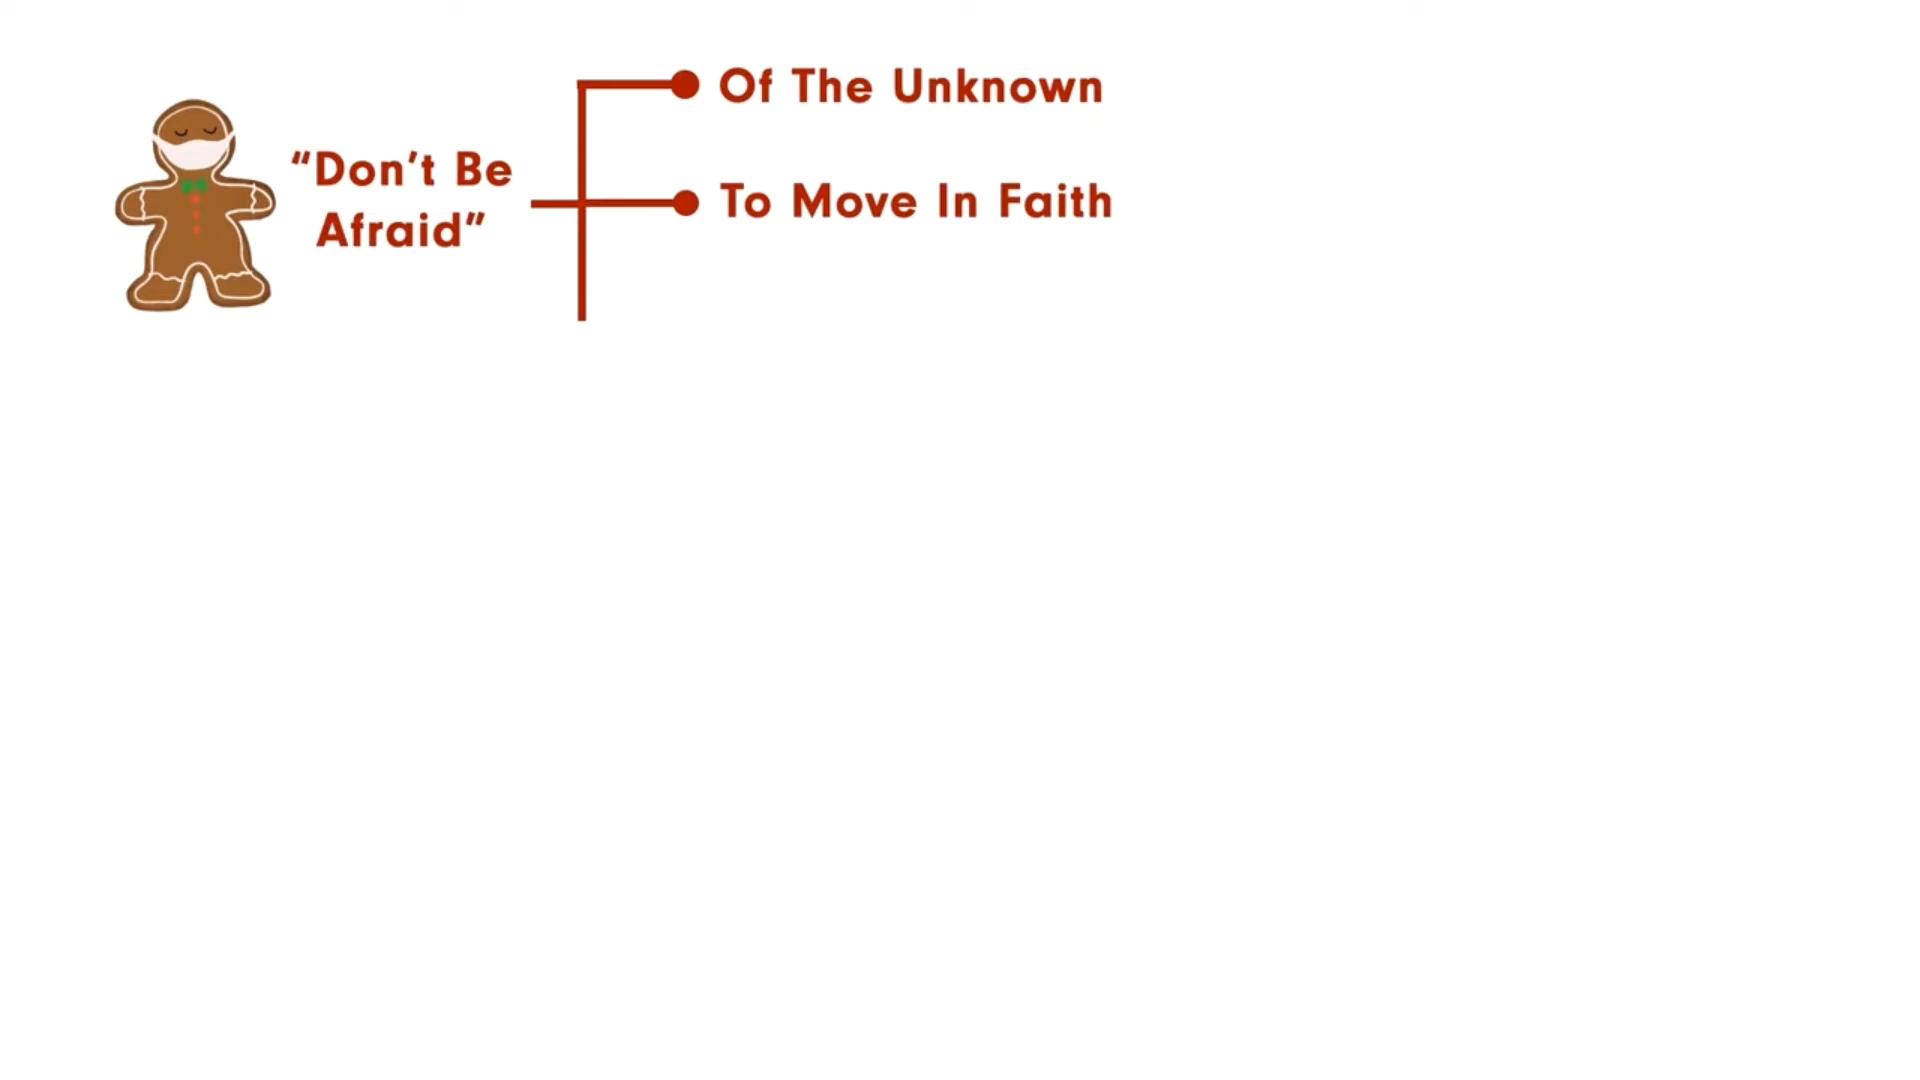 “Don’t Be
Afraid”
Of The Unknown
To Move In Faith